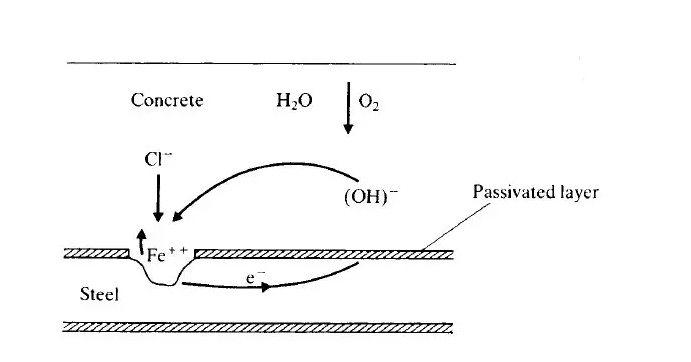 Concrete
H₂O
O₂
Cl⁻
(OH)⁻
Passivated layer
Fe⁺⁺
e⁻
Steel